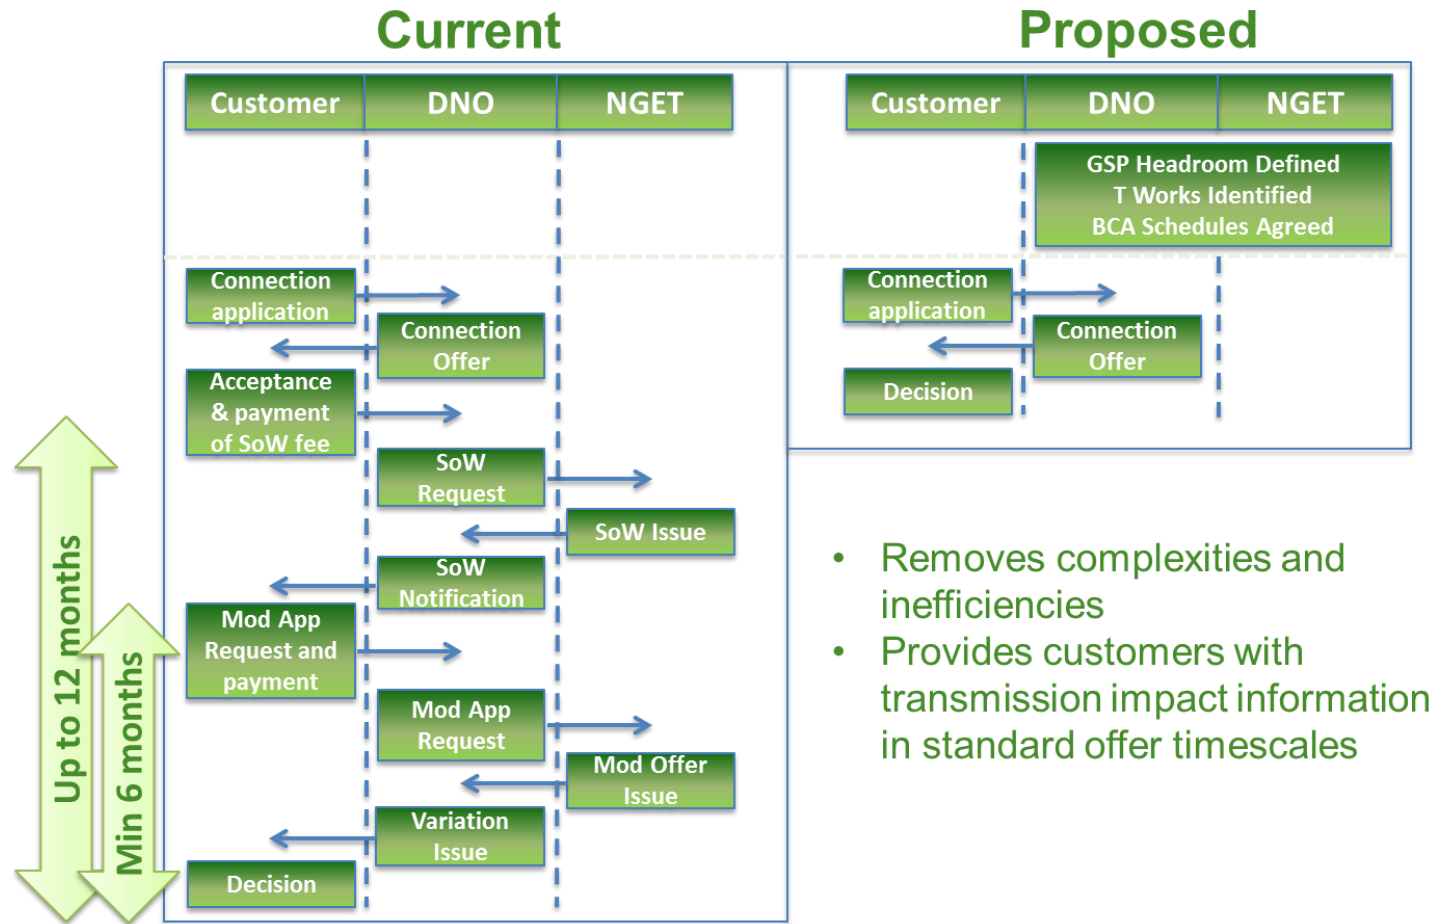 Current
Customer
DNO
NGET
Connection
application
Connection
Offer
Acceptance
& payment
of SoW fee
SoW
Request
SoW Issue
SoW
Notification
Mod App
Request and
payment
Mod App
Request
Mod Offer
Issue
Variation
Issue
Decision
Up to 12 months
Min 6 months
Proposed
Customer
DNO
NGET
GSP Headroom Defined
T Works Identified
BCA Schedules Agreed
Connection
application
Connection
Offer
Decision
• Removes complexities and
inefficiencies
• Provides customers with
transmission impact information
in standard offer timescales